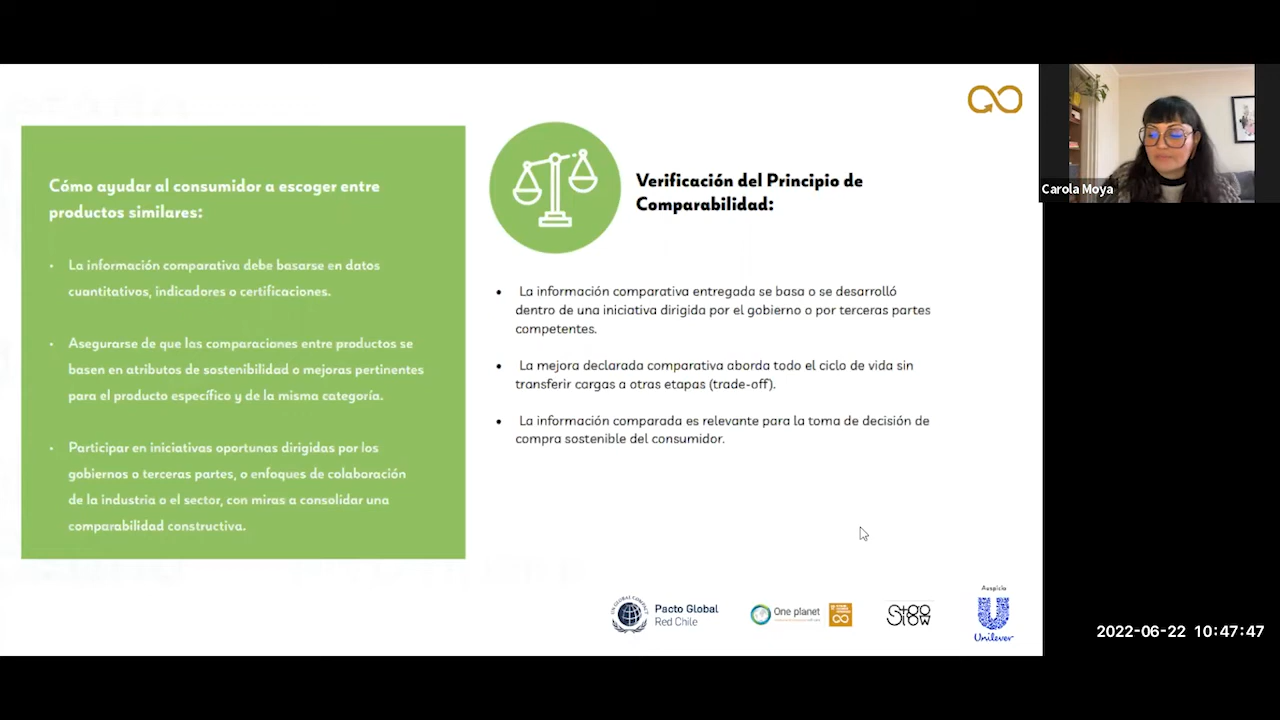 Cómo ayudar al consumidor a escoger entre
productos similares:
• La información comparativa debe basarse en datos
cuantitativos, indicadores o certificaciones.
• Asegurarse de que las comparaciones entre productos se
basen en atributos de sostenibilidad o mejoras pertinentes
para el producto específico y de la misma categoría.
• Participar en iniciativas oportunas dirigidas por los
gobiernos o terceras partes, o enfoques de colaboración
de la industria o el sector, con miras a consolidar una
comparabilidad constructiva.
Verificación del Principio de
Comparabilidad:
• La información comparativa entregada se basa o se desarrolló
dentro de una iniciativa dirigida por el gobierno o por terceras partes
competentes.
• La mejora declarada comparativa aborda todo el ciclo de vida sin
transferir cargas a otras etapas (trade-off).
• La información comparada es relevante para la toma de decisión de
compra sostenible del consumidor.
Carola Moya
Pacto Global
Red Chile
One planet
Auspicio
Unilever
2022-06-22 10:47:47